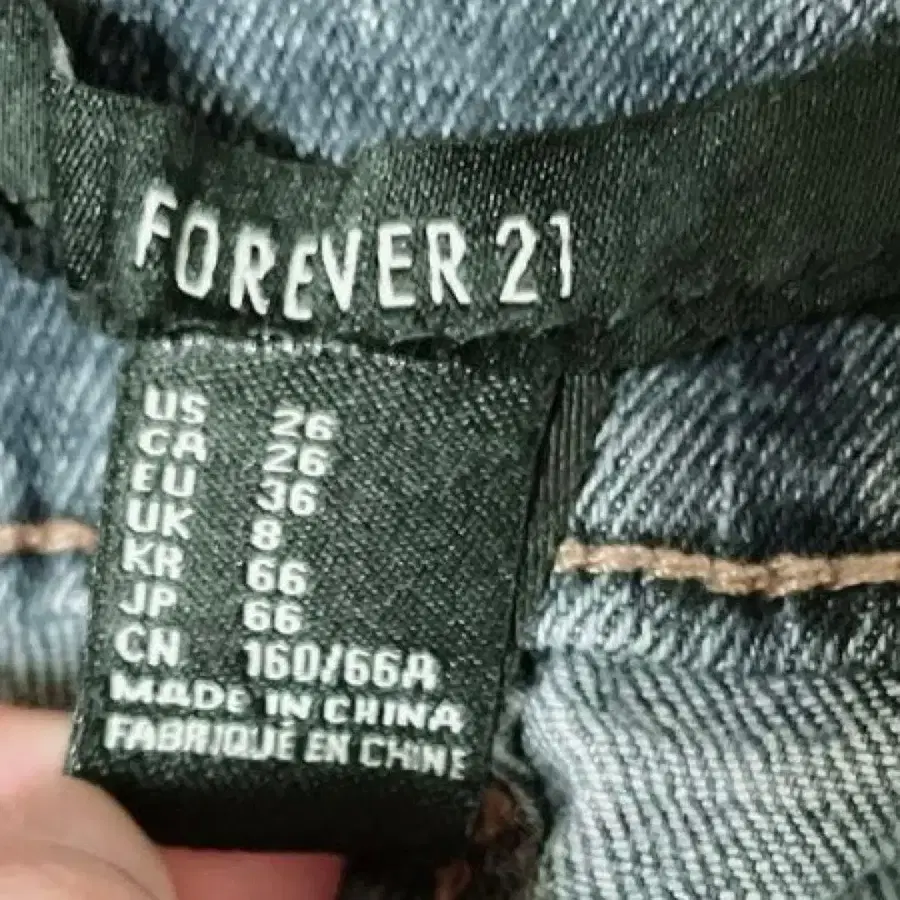 FOREVER 21
US 26
CA 26
EU 36
UK 8
KR 66
JP 66
CN 160/66A
MADE IN CHINA
FABRIQUÉ EN CHINE